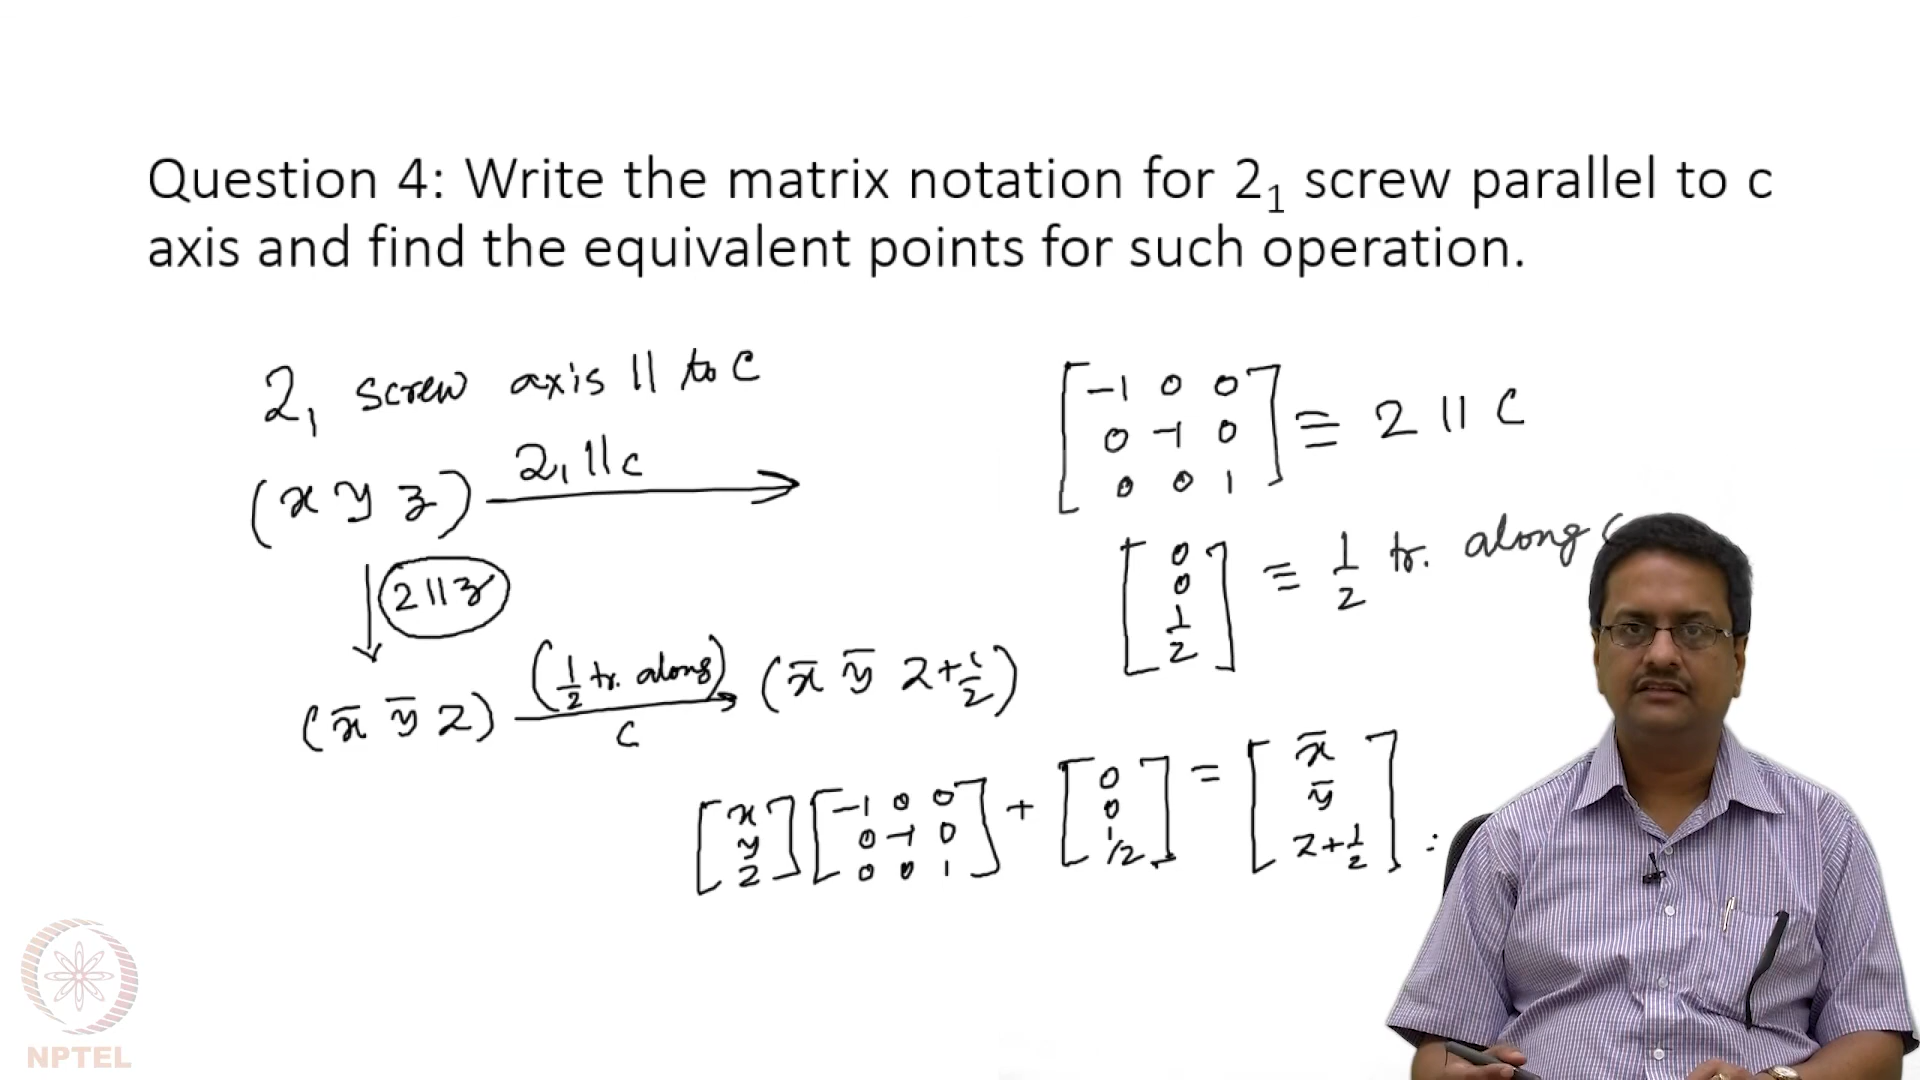 Question 4: Write the matrix notation for 2₁ screw parallel to c
axis and find the equivalent points for such operation.
2₁ screw axis || to C
(x y z) 2₁ || c →
↓ 2 || z
(x̄ ȳ z) (1/2 tr. along) C → (x̄ ȳ z+1/2)
[-1 0 0
0 -1 0
0 0 1] ≡ 2 || C
[0
0
1/2] ≡ 1/2 tr. along
[x
y
z] [-1 0 0
0 -1 0
0 0 1] + [0
0
1/2] = [x̄
ȳ
z+1/2] :
NPTEL